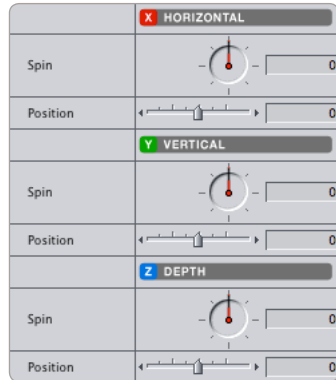 X HORIZONTAL
Spin 0
Position 0
Y VERTICAL
Spin 0
Position 0
Z DEPTH
Spin 0
Position 0